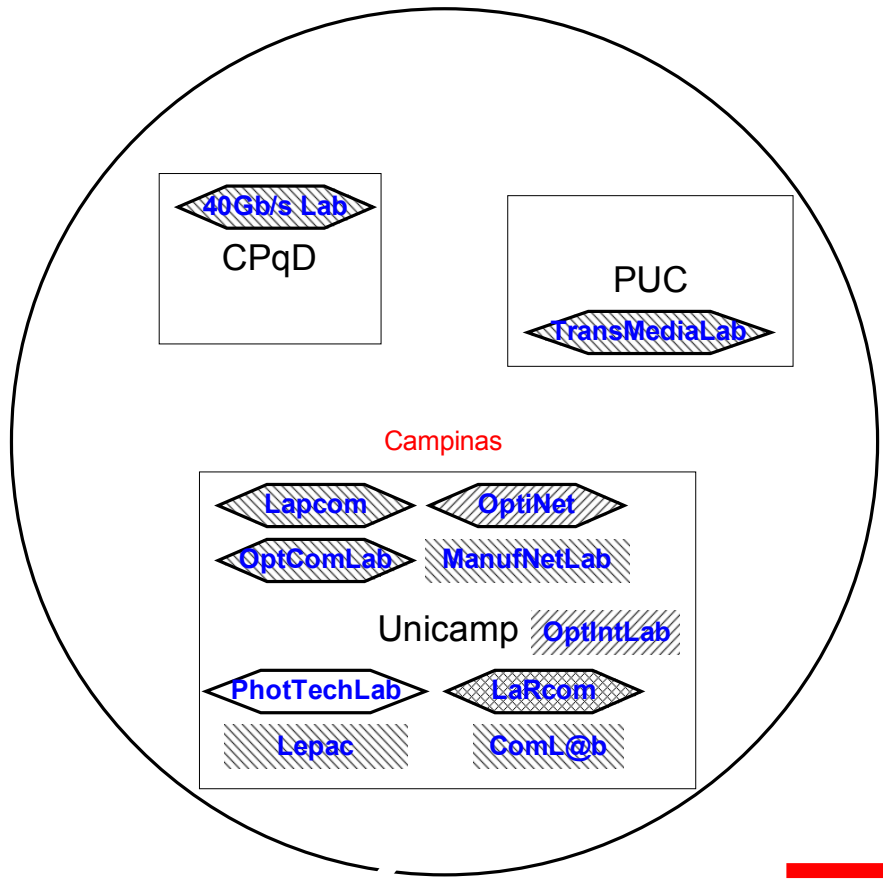 40Gb/s Lab
CPqD
PUC
TransMediaLab
Campinas
Lapcom OptiNet
OptComLab ManufNetLab
Unicamp OptIntLab
PhotTechLab LaRcom
Lepac ComL@b